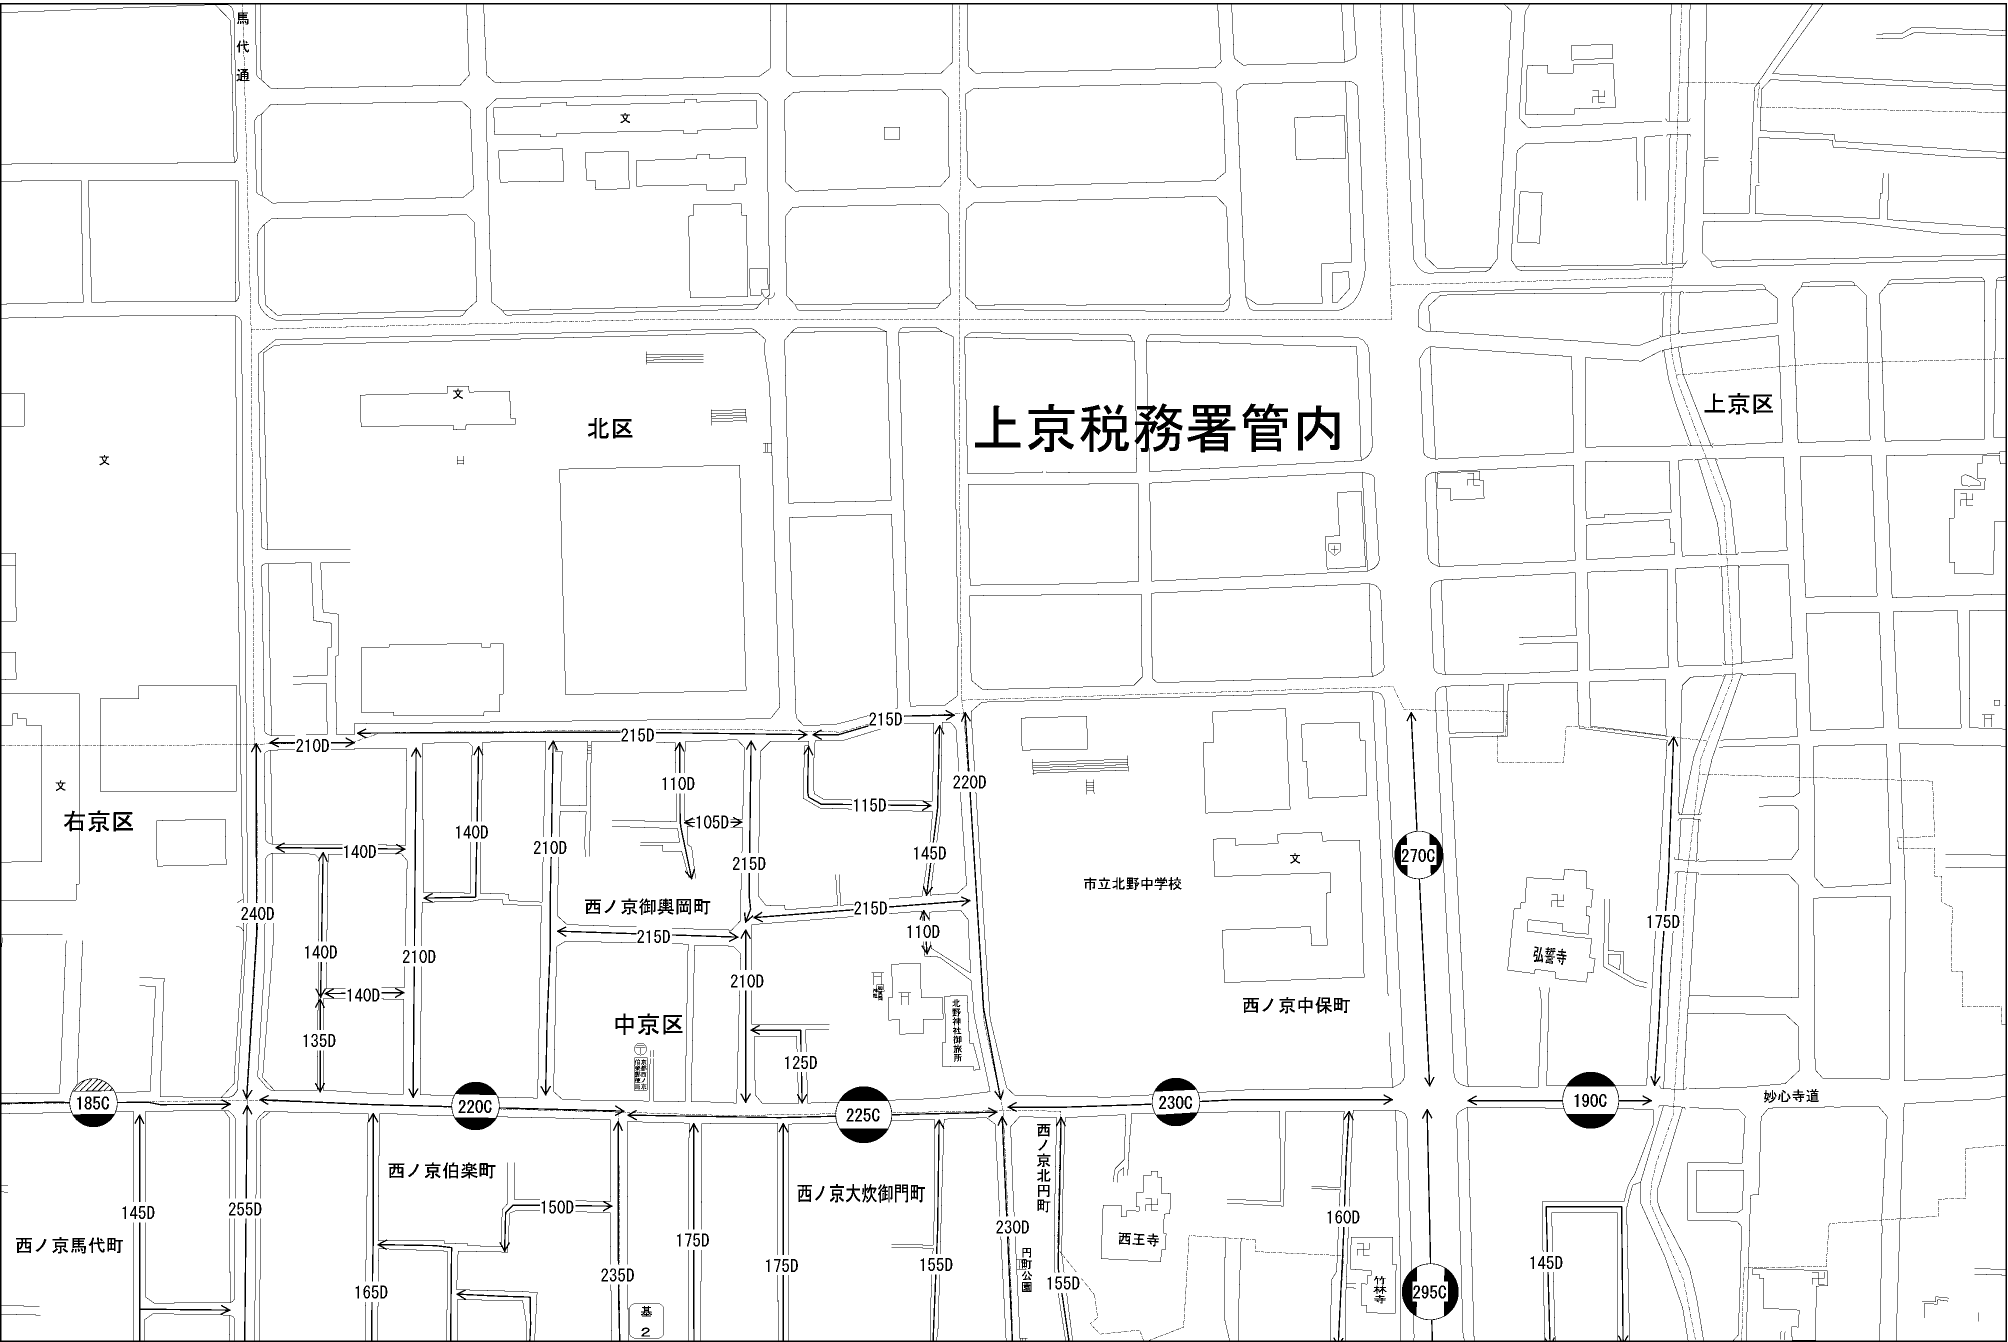 馬代通
文
文
北区
上京税務署管内
上京区
文
215D
215D
210D
220D
文
右京区
110D
115D
105D
140D
210D
140D
215D
145D
270C
文
市立北野中学校
240D
西ノ京御輿岡町
215D
215D
110D
175D
140D
210D
弘誓寺
210D
140D
北野神社御旅所
西ノ京中保町
中京区
135D
125D
185C
220C
225C
230C
190C
妙心寺道
西ノ京北円町
西ノ京伯楽町
西ノ京大炊御門町
145D
255D
150D
175D
230D
160D
西ノ京馬代町
西王寺
165D
235D
175D
155D
円町公園
155D
竹林寺
295C
145D
基
2